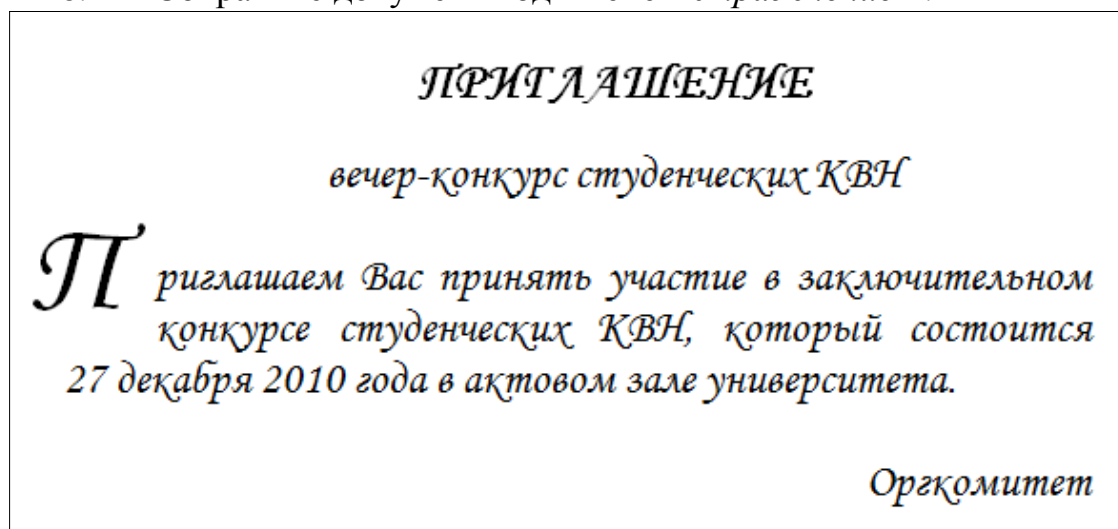 ПРИГЛАШЕНИЕ
вечер-конкурс студенческих КВН
Приглашаем Вас принять участие в заключительном
конкурсе студенческих КВН, который состоится
27 декабря 2010 года в актовом зале университета.
Оргкомитет